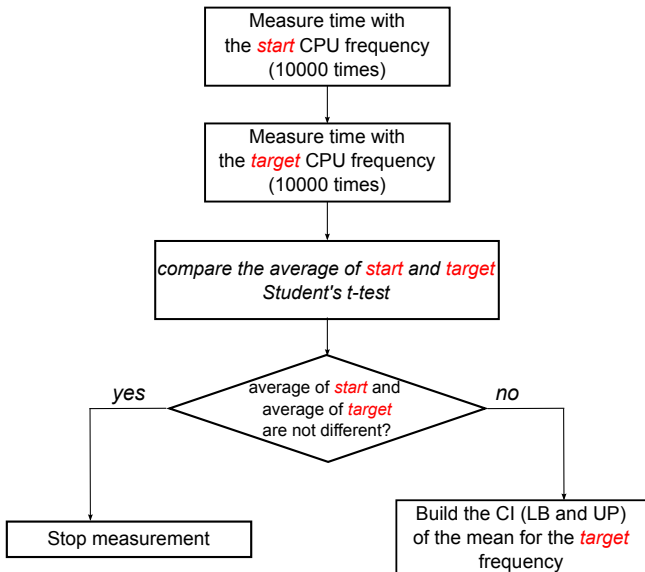 Measure time with
the start CPU frequency
(10000 times)
Measure time with
the target CPU frequency
(10000 times)
compare the average of start and target
Student's t-test
average of start and
average of target
are not different?
yes
no
Stop measurement
Build the CI (LB and UP)
of the mean for the target
frequency